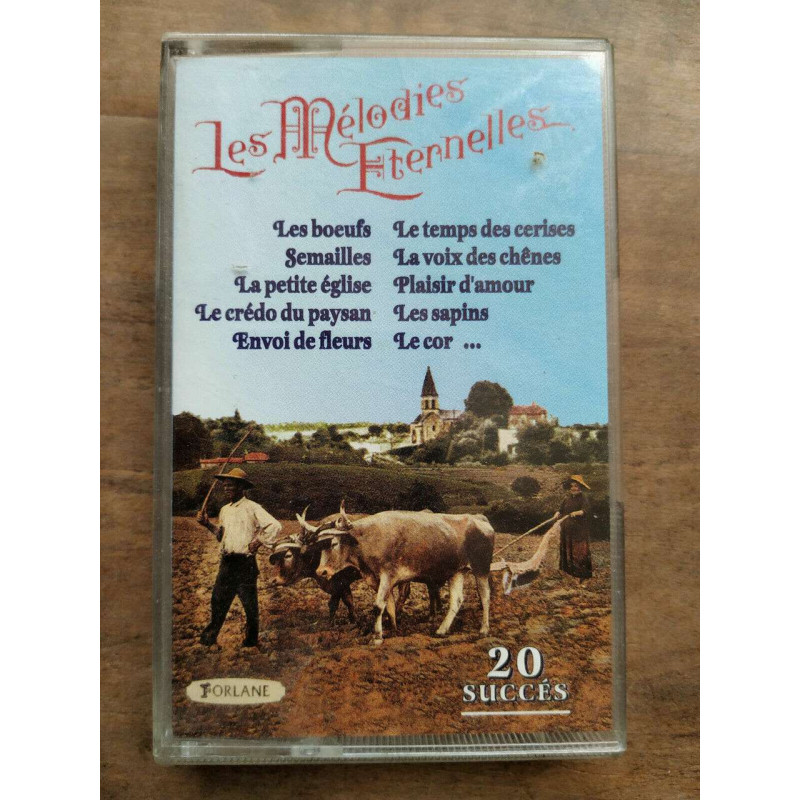 Les Mélodies
Eternelles
Les boeufs
Semailles
La petite église
Le crédo du paysan
Envoi de fleurs
Le temps des cerises
La voix des chênes
Plaisir d'amour
Les sapins
Le cor ...
20
SUCCÉS
FORLANE